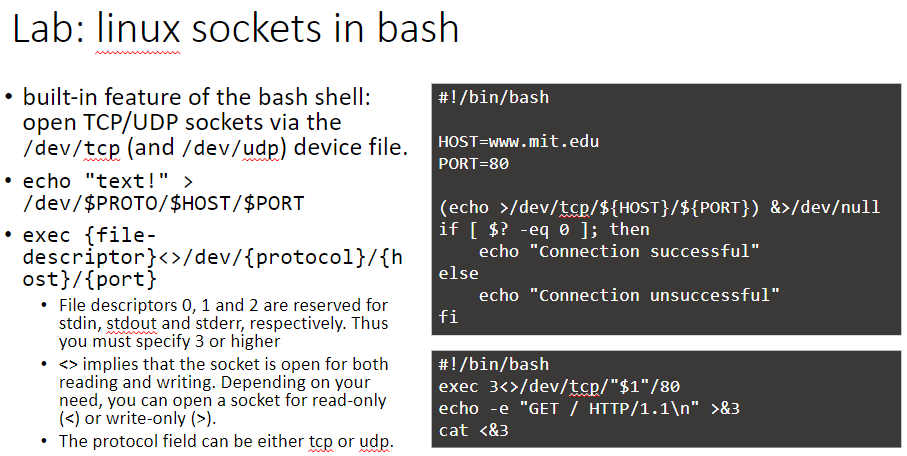 Lab: linux sockets in bash
• built-in feature of the bash shell:
open TCP/UDP sockets via the
/dev/tcp (and /dev/udp) device file.
• echo "text!" >
/dev/$PROTO/$HOST/$PORT
• exec {file-
descriptor}<>/dev/{protocol}/{h
ost}/{port}
• File descriptors 0, 1 and 2 are reserved for
stdin, stdout and stderr, respectively. Thus
you must specify 3 or higher
• <> implies that the socket is open for both
reading and writing. Depending on your
need, you can open a socket for read-only
(<) or write-only (>).
• The protocol field can be either tcp or udp.
#!/bin/bash
HOST=www.mit.edu
PORT=80
(echo >/dev/tcp/${HOST}/${PORT}) &>/dev/null
if [ $? -eq 0 ]; then
    echo "Connection successful"
else
    echo "Connection unsuccessful"
fi
#!/bin/bash
exec 3<>/dev/tcp/"$1"/80
echo -e "GET / HTTP/1.1\n" >&3
cat <&3